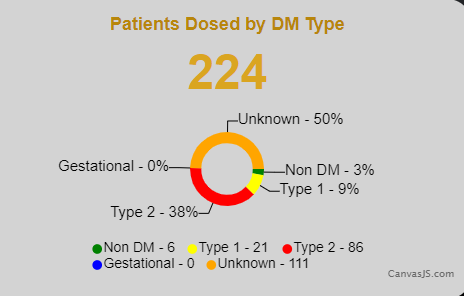 Patients Dosed by DM Type
224
Unknown - 50%
Gestational - 0%
Non DM - 3%
Type 1 - 9%
Type 2 - 38%
Non DM - 6 Type 1 - 21 Type 2 - 86
Gestational - 0 Unknown - 111
CanvasJS.com